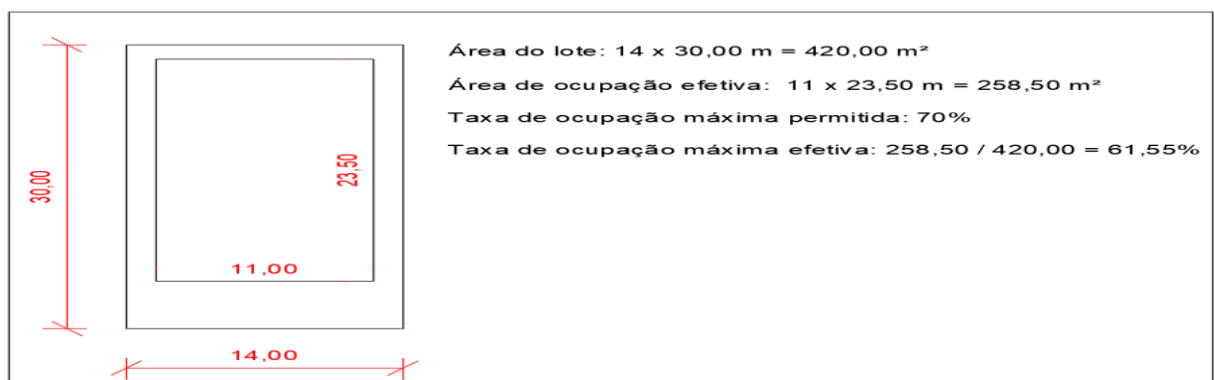 Área do lote: 14 x 30,00 m = 420,00 m²
Área de ocupação efetiva: 11 x 23,50 m = 258,50 m²
Taxa de ocupação máxima permitida: 70%
Taxa de ocupação máxima efetiva: 258,50 / 420,00 = 61,55%
30,00
23,50
11,00
14,00